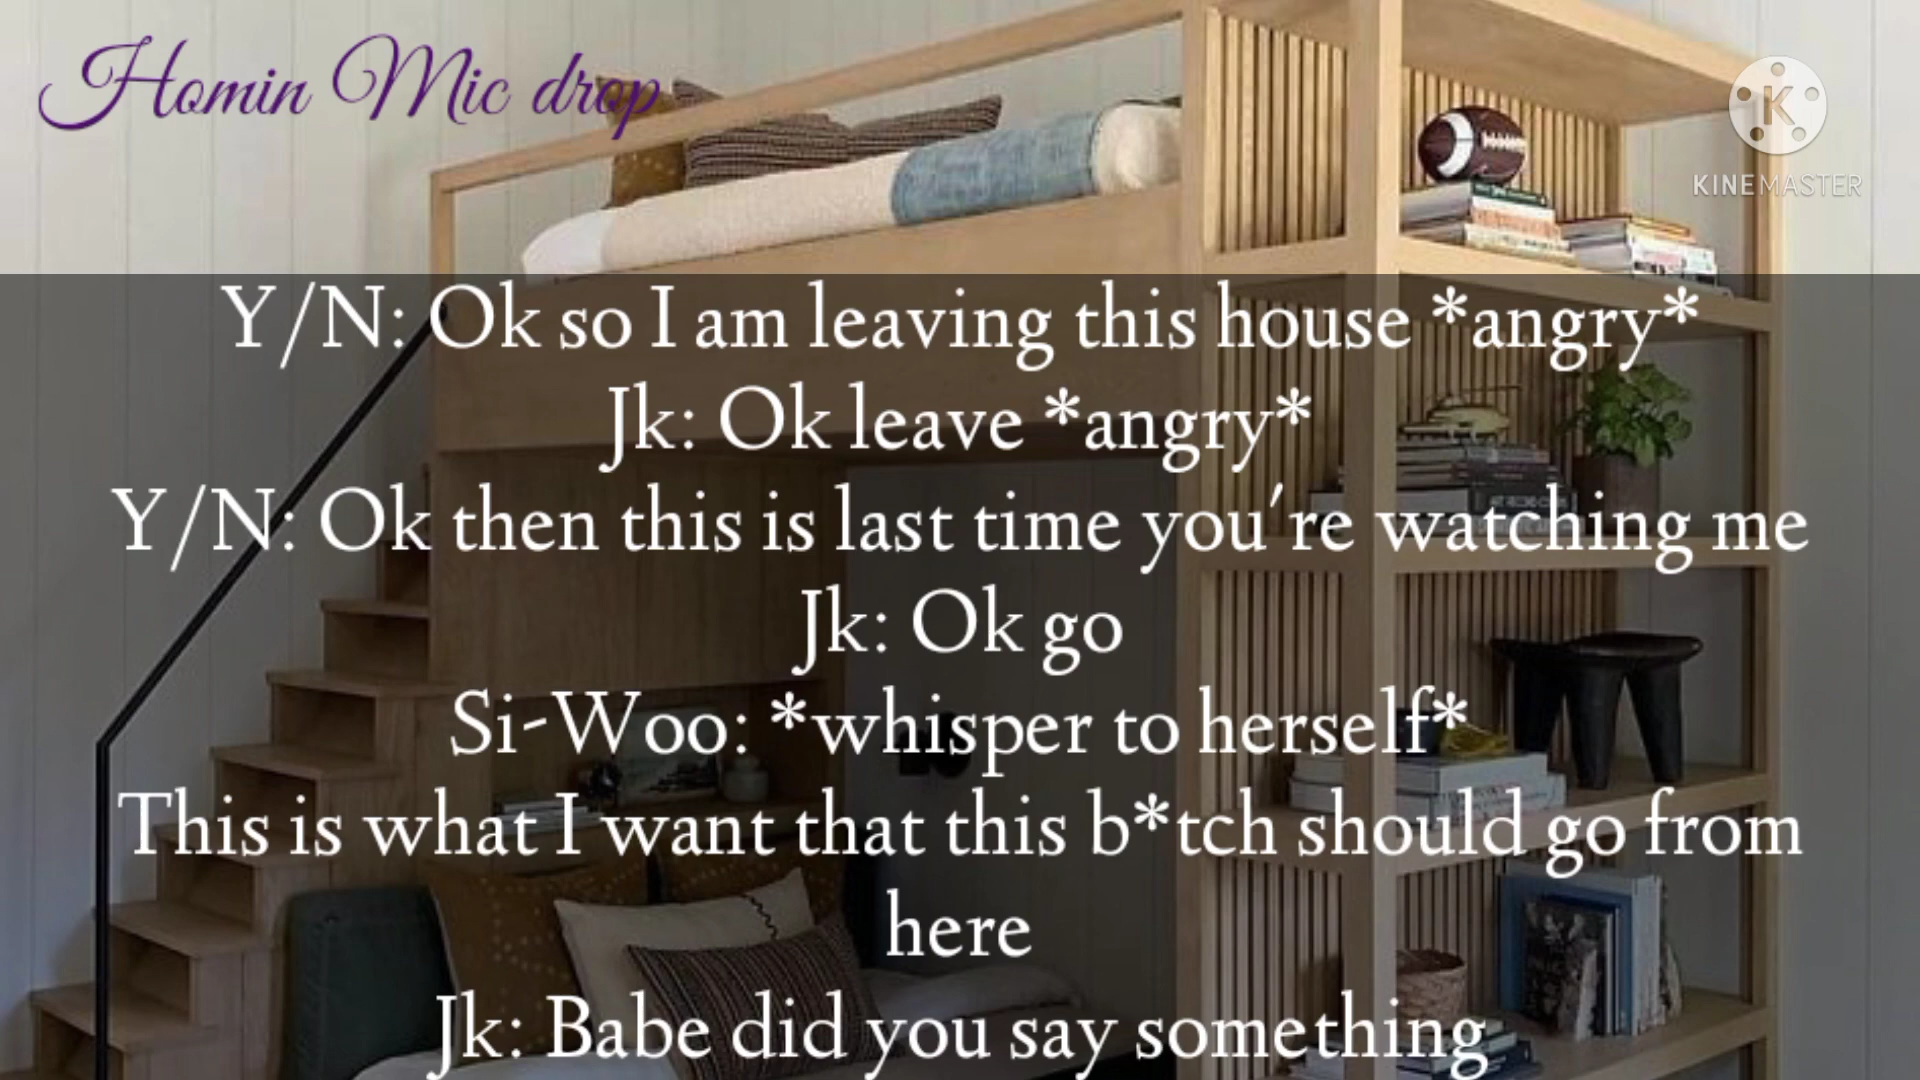 Homin Mic drop
K
KINEMASTER
Y/N: Ok so I am leaving this house *angry*
Jk: Ok leave *angry*
Y/N: Ok then this is last time you're watching me
Jk: Ok go
Si-Woo: *whisper to herself*
This is what I want that this b*tch should go from
here
Jk: Babe did you say something